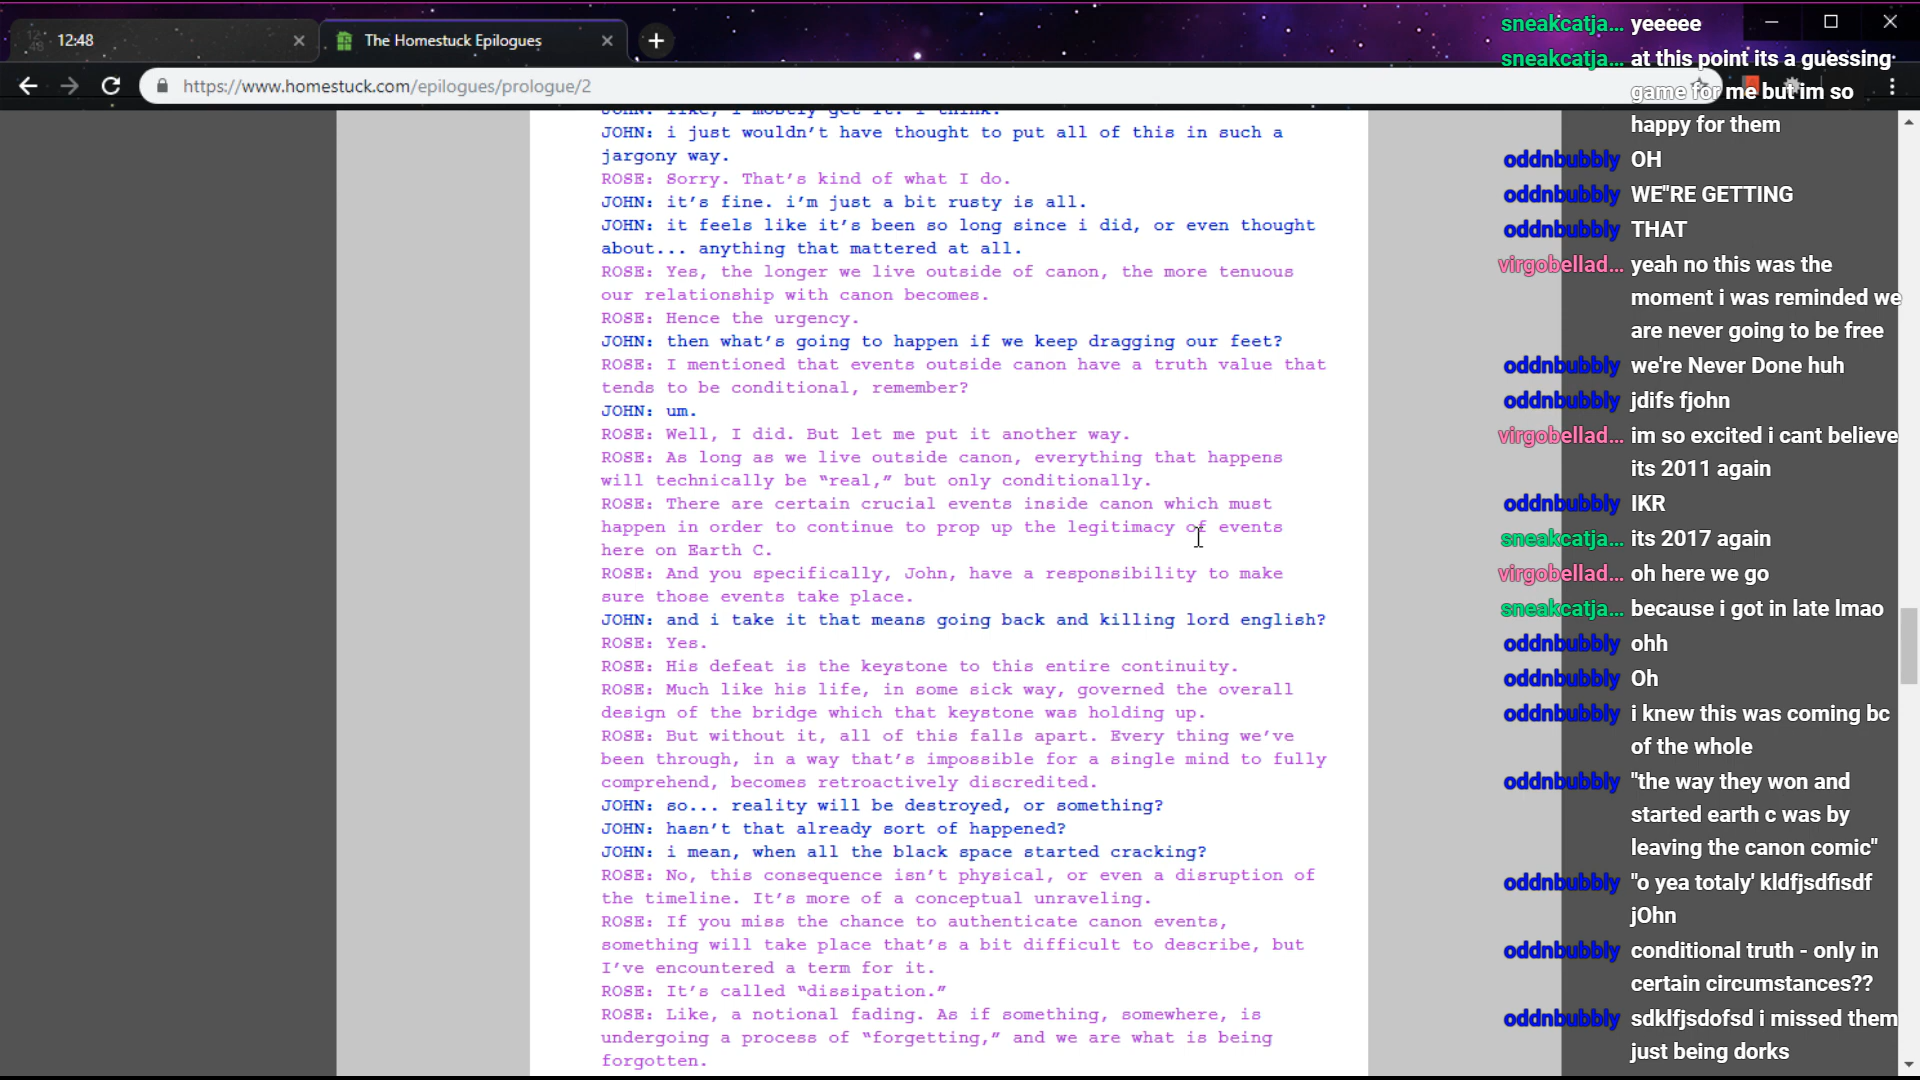 12:48
The Homestuck Epilogues
https://www.homestuck.com/epilogues/prologue/2
JOHN: like, i mostly get it. i think.
JOHN: i just wouldn’t have thought to put all of this in such a
jargony way.
ROSE: Sorry. That’s kind of what I do.
JOHN: it’s fine. i’m just a bit rusty is all.
JOHN: it feels like it’s been so long since i did, or even thought
about... anything that mattered at all.
ROSE: Yes, the longer we live outside of canon, the more tenuous
our relationship with canon becomes.
ROSE: Hence the urgency.
JOHN: then what’s going to happen if we keep dragging our feet?
ROSE: I mentioned that events outside canon have a truth value that
tends to be conditional, remember?
JOHN: um.
ROSE: Well, I did. But let me put it another way.
ROSE: As long as we live outside canon, everything that happens
will technically be “real,” but only conditionally.
ROSE: There are certain crucial events inside canon which must
happen in order to continue to prop up the legitimacy of events
here on Earth C.
ROSE: And you specifically, John, have a responsibility to make
sure those events take place.
JOHN: and i take it that means going back and killing lord english?
ROSE: Yes.
ROSE: His defeat is the keystone to this entire continuity.
ROSE: Much like his life, in some sick way, governed the overall
design of the bridge which that keystone was holding up.
ROSE: But without it, all of this falls apart. Every thing we’ve
been through, in a way that’s impossible for a single mind to fully
comprehend, becomes retroactively discredited.
JOHN: so... reality will be destroyed, or something?
JOHN: hasn’t that already sort of happened?
JOHN: i mean, when all the black space started cracking?
ROSE: No, this consequence isn’t physical, or even a disruption of
the timeline. It’s more of a conceptual unraveling.
ROSE: If you miss the chance to authenticate canon events,
something will take place that’s a bit difficult to describe, but
I’ve encountered a term for it.
ROSE: It’s called “dissipation.”
ROSE: Like, a notional fading. As if something, somewhere, is
undergoing a process of “forgetting,” and we are what is being
forgotten.
sneakcatja... yeeeee
sneakcatja... at this point its a guessing
game for me but im so
happy for them
oddnbubbly OH
oddnbubbly WE"RE GETTING
oddnbubbly THAT
virgobellad... yeah no this was the
moment i was reminded we
are never going to be free
oddnbubbly we're Never Done huh
oddnbubbly jdifs fjohn
virgobellad... im so excited i cant believe
its 2011 again
oddnbubbly IKR
sneakcatja... its 2017 again
virgobellad... oh here we go
sneakcatja... because i got in late lmao
oddnbubbly ohh
oddnbubbly Oh
oddnbubbly i knew this was coming bc
of the whole
oddnbubbly "the way they won and
started earth c was by
leaving the canon comic"
oddnbubbly "o yea totaly' kldfjsdfisdf
jOhn
oddnbubbly conditional truth - only in
certain circumstances??
oddnbubbly sdklfjsdofsd i missed them
just being dorks